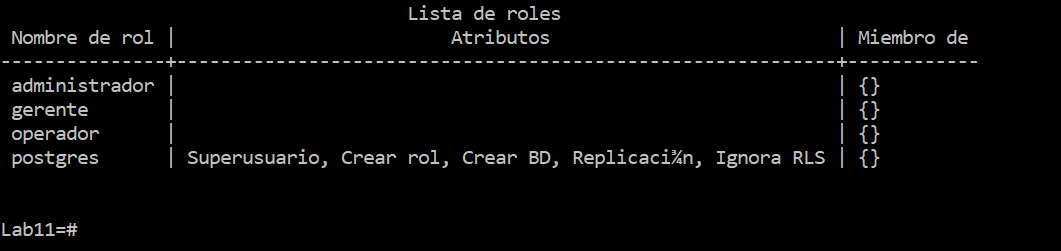 Lista de roles
Nombre de rol | Atributos | Miembro de
---------------+------------------------------------------------------------+------------
administrador | | {}
gerente | | {}
operador | | {}
postgres | Superusuario, Crear rol, Crear BD, Replicaci¾n, Ignora RLS | {}
Lab11=#